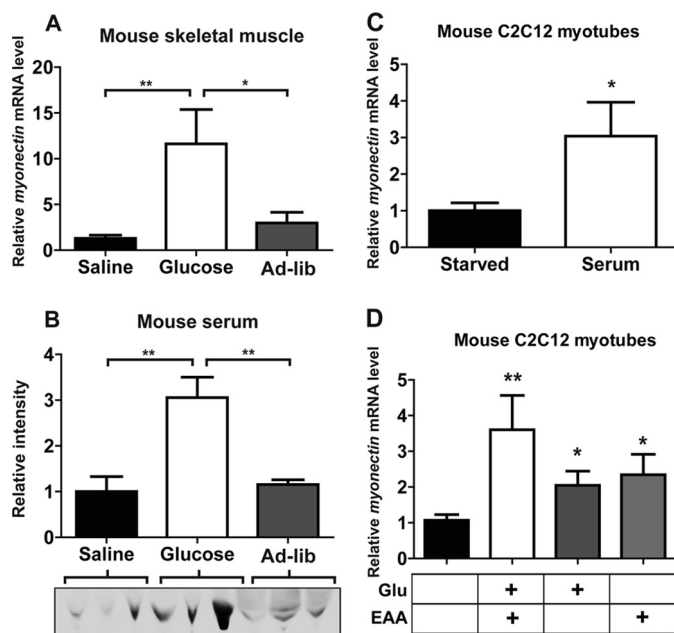 A
Mouse skeletal muscle
Relative myonectin mRNA level
20
15
10
5
0
**
*
Saline Glucose Ad-lib
B
Mouse serum
Relative intensity
4
3
2
1
0
**
**
Saline Glucose Ad-lib
C
Mouse C2C12 myotubes
Relative myonectin mRNA level
5
4
3
2
1
0
*
Starved Serum
D
Mouse C2C12 myotubes
Relative myonectin mRNA level
5
4
3
2
1
0
**
*
*
Glu + +
EAA + +